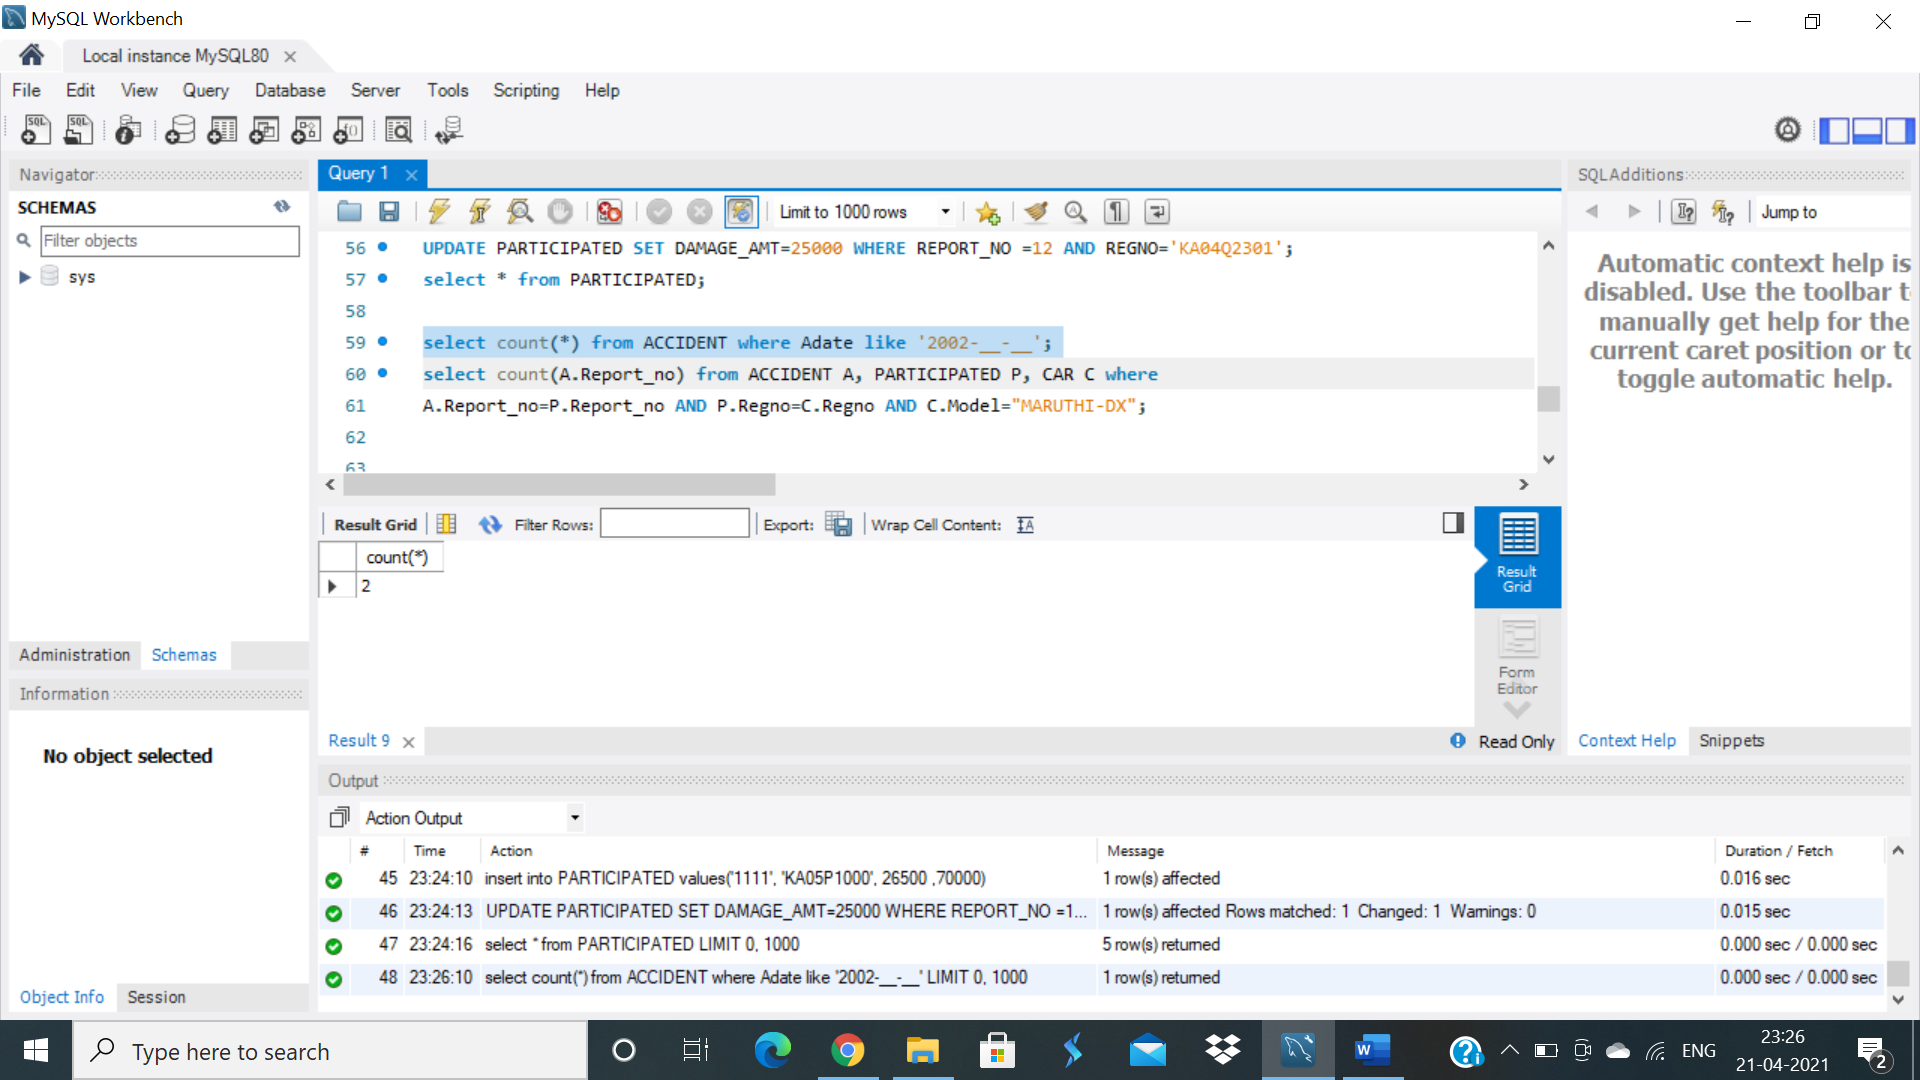 MySQL Workbench
Local instance MySQL80
File Edit View Query Database Server Tools Scripting Help
Navigator
SCHEMAS
Filter objects
sys
Administration Schemas
Information
No object selected
Object Info Session
Query 1
Limit to 1000 rows
56 UPDATE PARTICIPATED SET DAMAGE_AMT=25000 WHERE REPORT_NO =12 AND REGNO='KA04Q2301';
57 select * from PARTICIPATED;
58
59 select count(*) from ACCIDENT where Adate like '2002-__-__';
60 select count(A.Report_no) from ACCIDENT A, PARTICIPATED P, CAR C where
61 A.Report_no=P.Report_no AND P.Regno=C.Regno AND C.Model="MARUTHI-DX";
62
63
Result Grid Filter Rows: Export: Wrap Cell Content:
count(*)
2
Result Grid
Form Editor
Result 9
Read Only
SQLAdditions
Jump to
Automatic context help is
disabled. Use the toolbar t
manually get help for the
current caret position or to
toggle automatic help.
Context Help Snippets
Output
Action Output
# Time Action Message Duration / Fetch
45 23:24:10 insert into PARTICIPATED values('1111', 'KA05P1000', 26500 ,70000) 1 row(s) affected 0.016 sec
46 23:24:13 UPDATE PARTICIPATED SET DAMAGE_AMT=25000 WHERE REPORT_NO =1... 1 row(s) affected Rows matched: 1 Changed: 1 Warnings: 0 0.015 sec
47 23:24:16 select * from PARTICIPATED LIMIT 0, 1000 5 row(s) returned 0.000 sec / 0.000 sec
48 23:26:10 select count(*) from ACCIDENT where Adate like '2002-__-__' LIMIT 0, 1000 1 row(s) returned 0.000 sec / 0.000 sec
Type here to search
ENG
23:26
21-04-2021
2